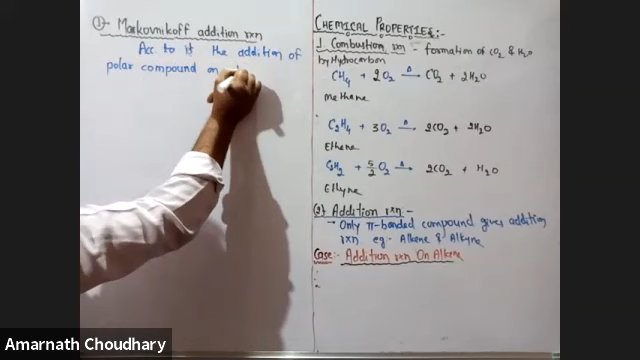 ① Markovnikoff addition rxn
Acc to it the addition of
polar compound on
CHEMICAL PROPERTIES:-
1. Combustion rxn - formation of CO2 & H2O
by Hydrocarbon
CH4 + 2O2 —Δ→ CO2 + 2H2O
Methane
C2H4 + 3O2 —Δ→ 2CO2 + 2H2O
Ethene
C2H2 + 5/2 O2 —Δ→ 2CO2 + H2O
Ethyne
(2) Addition rxn -
→ Only π-bonded compound gives addition
rxn eg- Alkene & Alkyne
Case:- Addition rxn On Alkene
Amarnath Choudhary